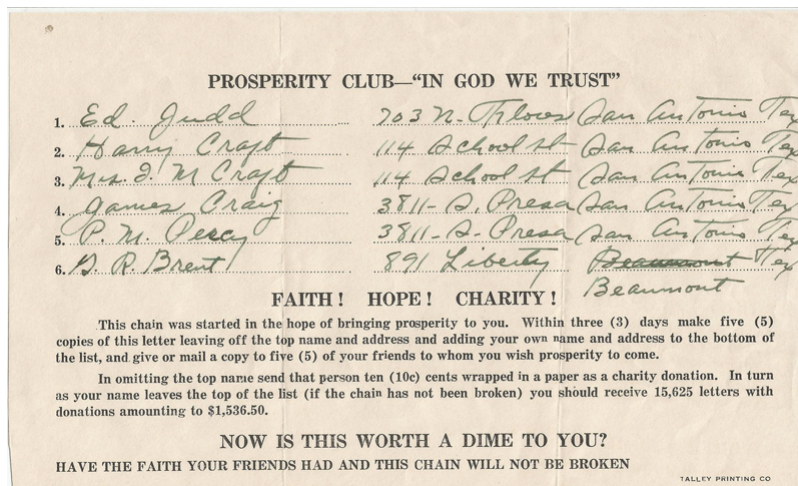 PROSPERITY CLUB—"IN GOD WE TRUST"
1. Ed. Judd 703 N. Flores San Antonio Tex
2. Harry Craft 114 School st San Antonio Tex
3. Mrs. J. M Craft 114 School st San Antonio Tex
4. James Craig 3811- S. Presa San Antonio Tex
5. P. M. Percy 3811- S. Presa San Antonio Tex
6. R. Brent 891 Liberty Beaumont Tex
Beaumont
FAITH! HOPE! CHARITY!
This chain was started in the hope of bringing prosperity to you. Within three (3) days make five (5)
copies of this letter leaving off the top name and address and adding your own name and address to the bottom of
the list, and give or mail a copy to five (5) of your friends to whom you wish prosperity to come.
In omitting the top name send that person ten (10c) cents wrapped in a paper as a charity donation. In turn
as your name leaves the top of the list (if the chain has not been broken) you should receive 15,625 letters with
donations amounting to $1,536.50.
NOW IS THIS WORTH A DIME TO YOU?
HAVE THE FAITH YOUR FRIENDS HAD AND THIS CHAIN WILL NOT BE BROKEN
TALLEY PRINTING CO